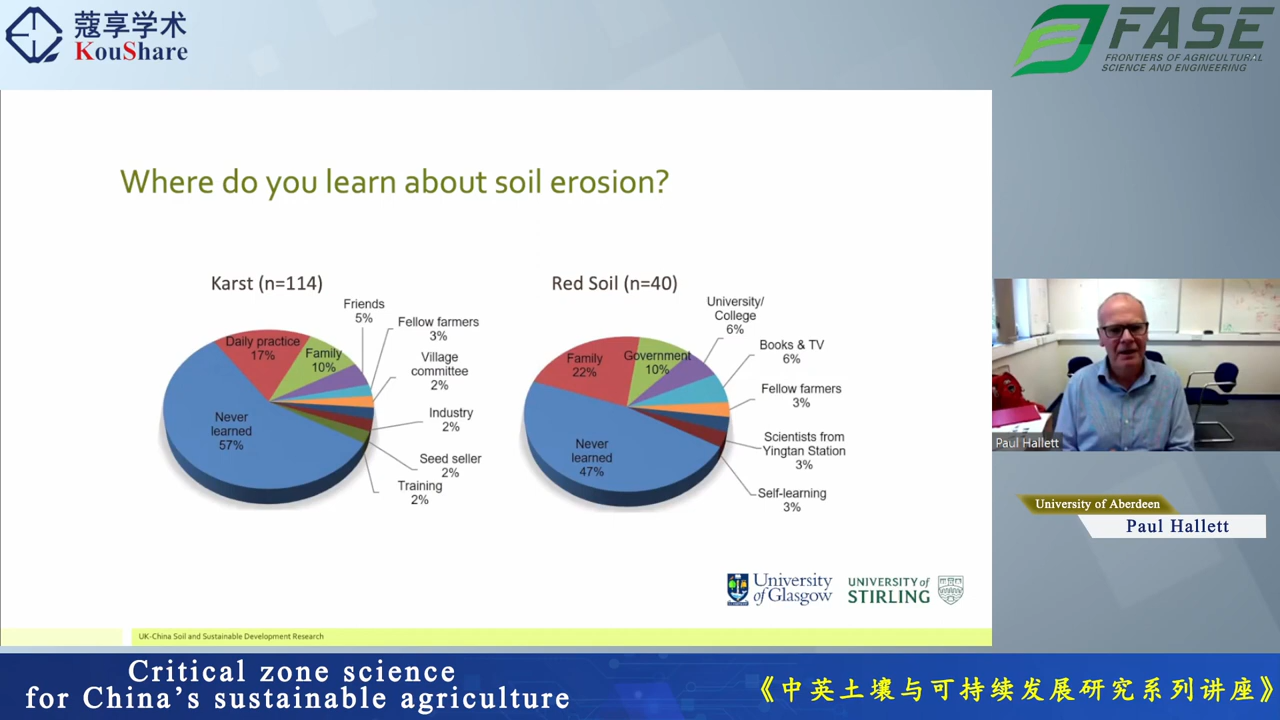 蔻享学术
KouShare
FASE
FRONTIERS OF AGRICULTURAL
SCIENCE AND ENGINEERING
Where do you learn about soil erosion?
Karst (n=114)
Friends
5%
Fellow farmers
3%
Daily practice
17%
Family
10%
Village
committee
2%
Industry
2%
Never
learned
57%
Seed seller
2%
Training
2%
Red Soil (n=40)
University/
College
6%
Books & TV
6%
Family
22%
Government
10%
Fellow farmers
3%
Scientists from
Yingtan Station
3%
Never
learned
47%
Self-learning
3%
University
of Glasgow
UNIVERSITY of
STIRLING
UK-China Soil and Sustainable Development Research
Paul Hallett
University of Aberdeen
Paul Hallett
Critical zone science
for China's sustainable agriculture
《中英土壤与可持续发展研究系列讲座》